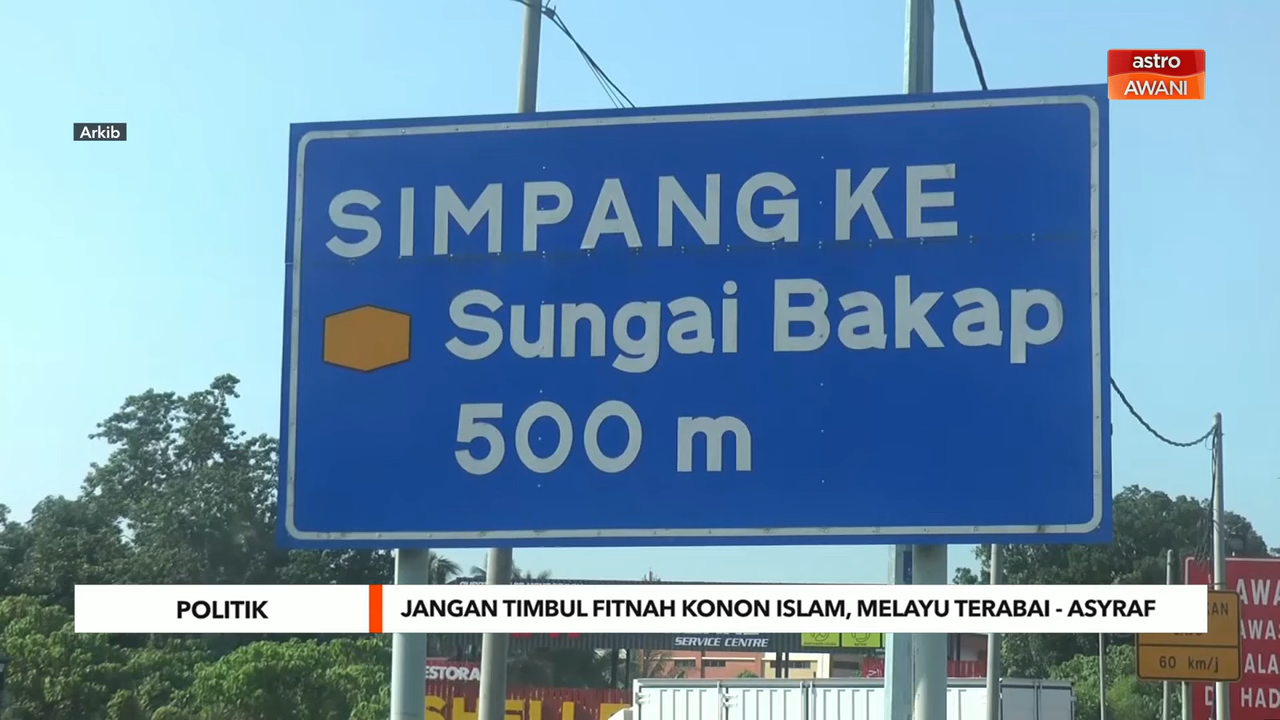 astro
AWANI
Arkib
SIMPANG KE
Sungai Bakap
500 m
POLITIK
JANGAN TIMBUL FITNAH KONON ISLAM, MELAYU TERABAI - ASYRAF
SERVICE CENTRE
60 km/j